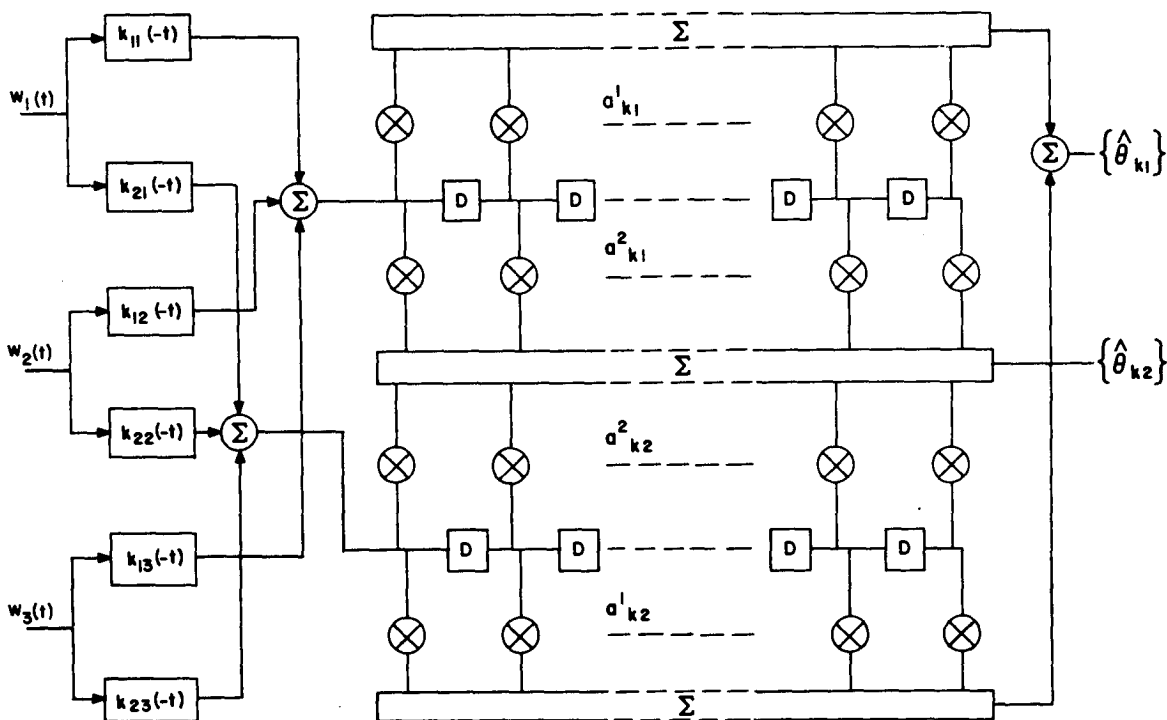 w₁(t)
k₁₁(-t)
k₂₁(-t)
w₂(t)
k₁₂(-t)
k₂₂(-t)
w₃(t)
k₁₃(-t)
k₂₃(-t)
Σ
Σ
Σ
a¹ₖ₁
D D D D
a²ₖ₁
Σ
a²ₖ₂
D D D D
a¹ₖ₂
Σ
Σ
{θ̂ₖ₁}
{θ̂ₖ₂}